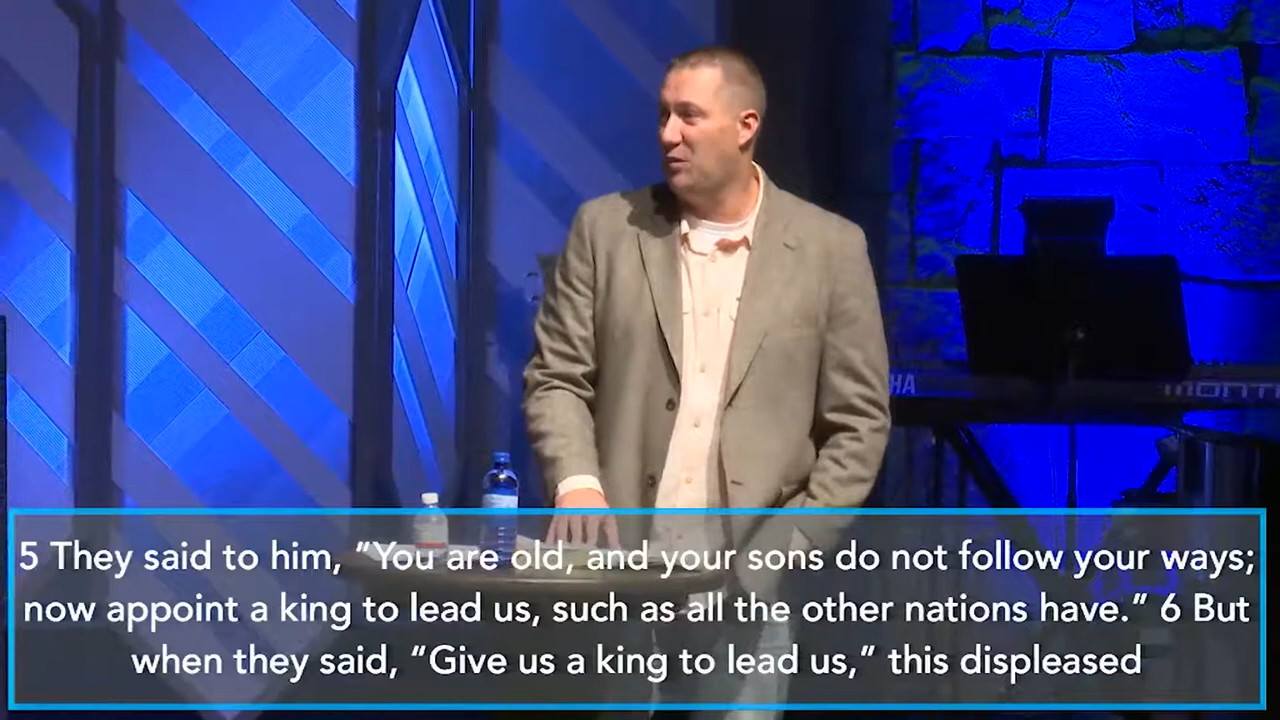 HA
MONT
5 They said to him, “You are old, and your sons do not follow your ways;
now appoint a king to lead us, such as all the other nations have.” 6 But
when they said, “Give us a king to lead us,” this displeased